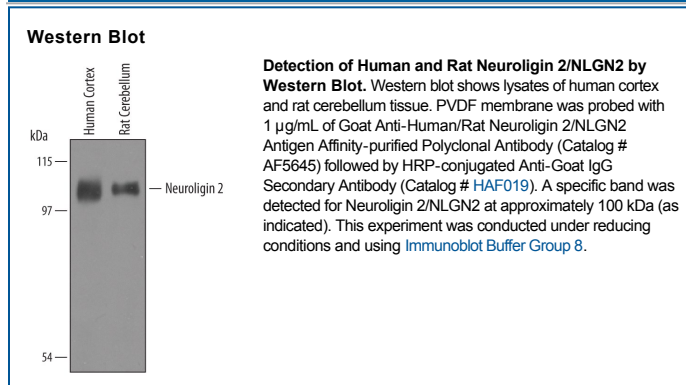 Western Blot
Human Cortex
Rat Cerebellum
kDa
115
Neuroligin 2
97
54
Detection of Human and Rat Neuroligin 2/NLGN2 by
Western Blot. Western blot shows lysates of human cortex
and rat cerebellum tissue. PVDF membrane was probed with
1 µg/mL of Goat Anti-Human/Rat Neuroligin 2/NLGN2
Antigen Affinity-purified Polyclonal Antibody (Catalog #
AF5645) followed by HRP-conjugated Anti-Goat IgG
Secondary Antibody (Catalog # HAF019). A specific band was
detected for Neuroligin 2/NLGN2 at approximately 100 kDa (as
indicated). This experiment was conducted under reducing
conditions and using Immunoblot Buffer Group 8.